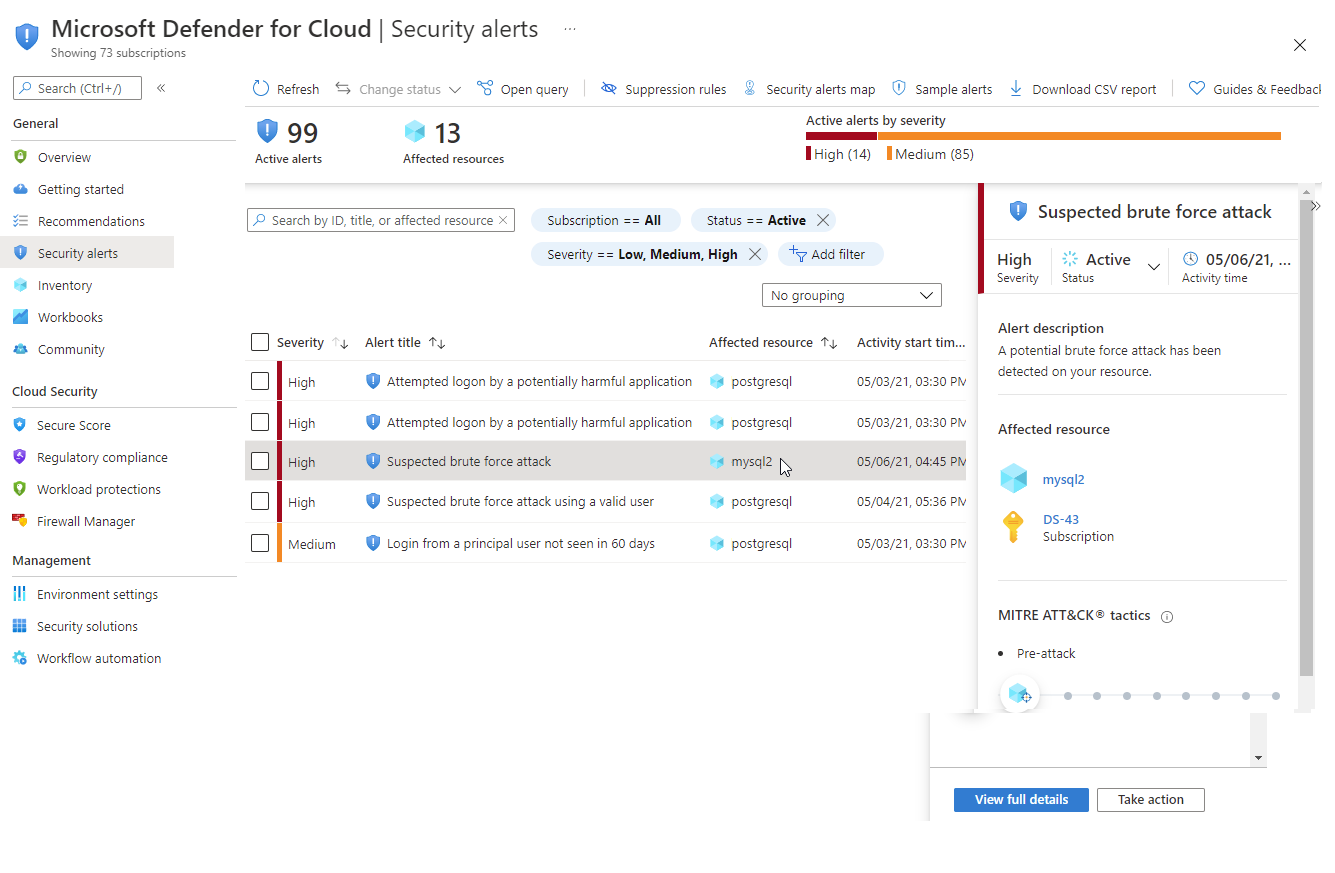 Microsoft Defender for Cloud | Security alerts ...
Showing 73 subscriptions
Search (Ctrl+/) «
General
Overview
Getting started
Recommendations
Security alerts
Inventory
Workbooks
Community
Cloud Security
Secure Score
Regulatory compliance
Workload protections
Firewall Manager
Management
Environment settings
Security solutions
Workflow automation
Refresh Change status Open query Suppression rules Security alerts map Sample alerts Download CSV report Guides & Feedback
99 Active alerts
13 Affected resources
Active alerts by severity
High (14) Medium (85)
Search by ID, title, or affected resource
Subscription == All Status == Active
Severity == Low, Medium, High Add filter
No grouping
Severity Alert title Affected resource Activity start tim...
High Attempted logon by a potentially harmful application postgresql 05/03/21, 03:30 PM
High Attempted logon by a potentially harmful application postgresql 05/03/21, 03:30 PM
High Suspected brute force attack mysql2 05/06/21, 04:45 PM
High Suspected brute force attack using a valid user postgresql 05/04/21, 05:36 PM
Medium Login from a principal user not seen in 60 days postgresql 05/03/21, 03:30 PM
Suspected brute force attack
High Active 05/06/21, ...
Severity Status Activity time
Alert description
A potential brute force attack has been
detected on your resource.
Affected resource
mysql2
DS-43
Subscription
MITRE ATT&CK® tactics
• Pre-attack
View full details Take action